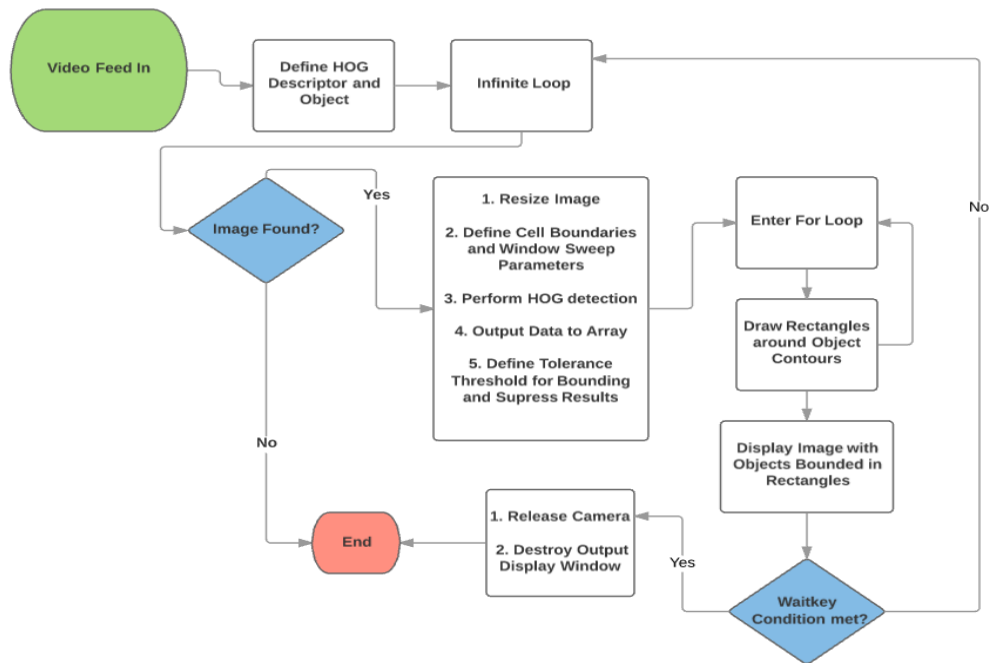 Video Feed In
Define HOG
Descriptor and
Object
Infinite Loop
Image Found?
Yes
1. Resize Image
2. Define Cell Boundaries
and Window Sweep
Parameters
3. Perform HOG detection
4. Output Data to Array
5. Define Tolerance
Threshold for Bounding
and Supress Results
Enter For Loop
No
Draw Rectangles
around Object
Contours
Display Image with
Objects Bounded in
Rectangles
No
End
1. Release Camera
2. Destroy Output
Display Window
Yes
Waitkey
Condition met?